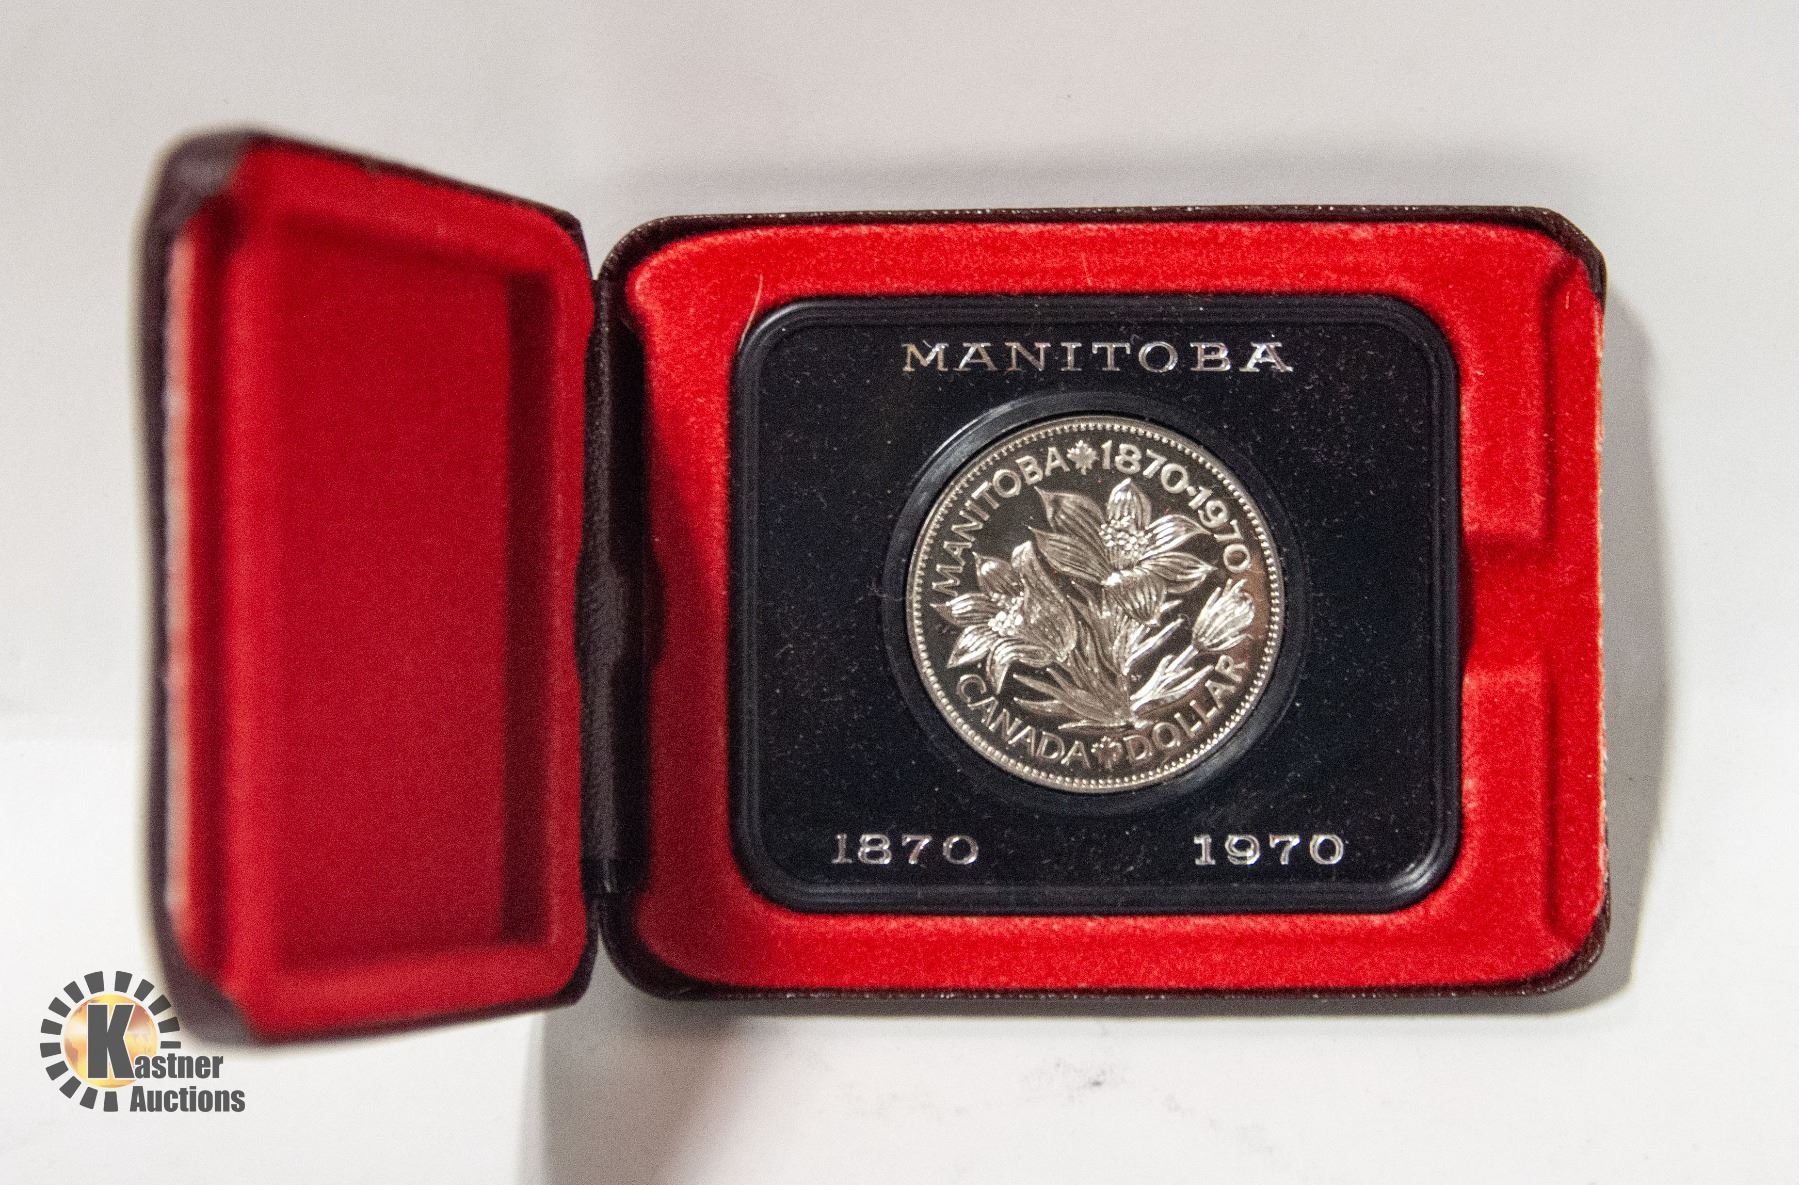 MANITOBA
MANITOBA 1870-1970
CANADA DOLLAR
1870 1970
Kastner
Auctions